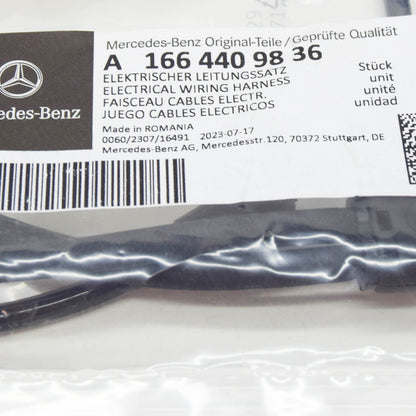 Mercedes-Benz Original-Teile/Geprüfte Qualität
A 166 440 98 36
ELEKTRISCHER LEITUNGSSATZ
ELECTRICAL WIRING HARNESS
FAISCEAU CABLES ELECTR.
JUEGO CABLES ELECTRICOS
Stück
unit
unité
unidad
edes-Benz
Made in ROMANIA
0060/2307/16491 2023-07-17
Mercedes-Benz AG, Mercedesstr.120, 70372 Stuttgart, DE